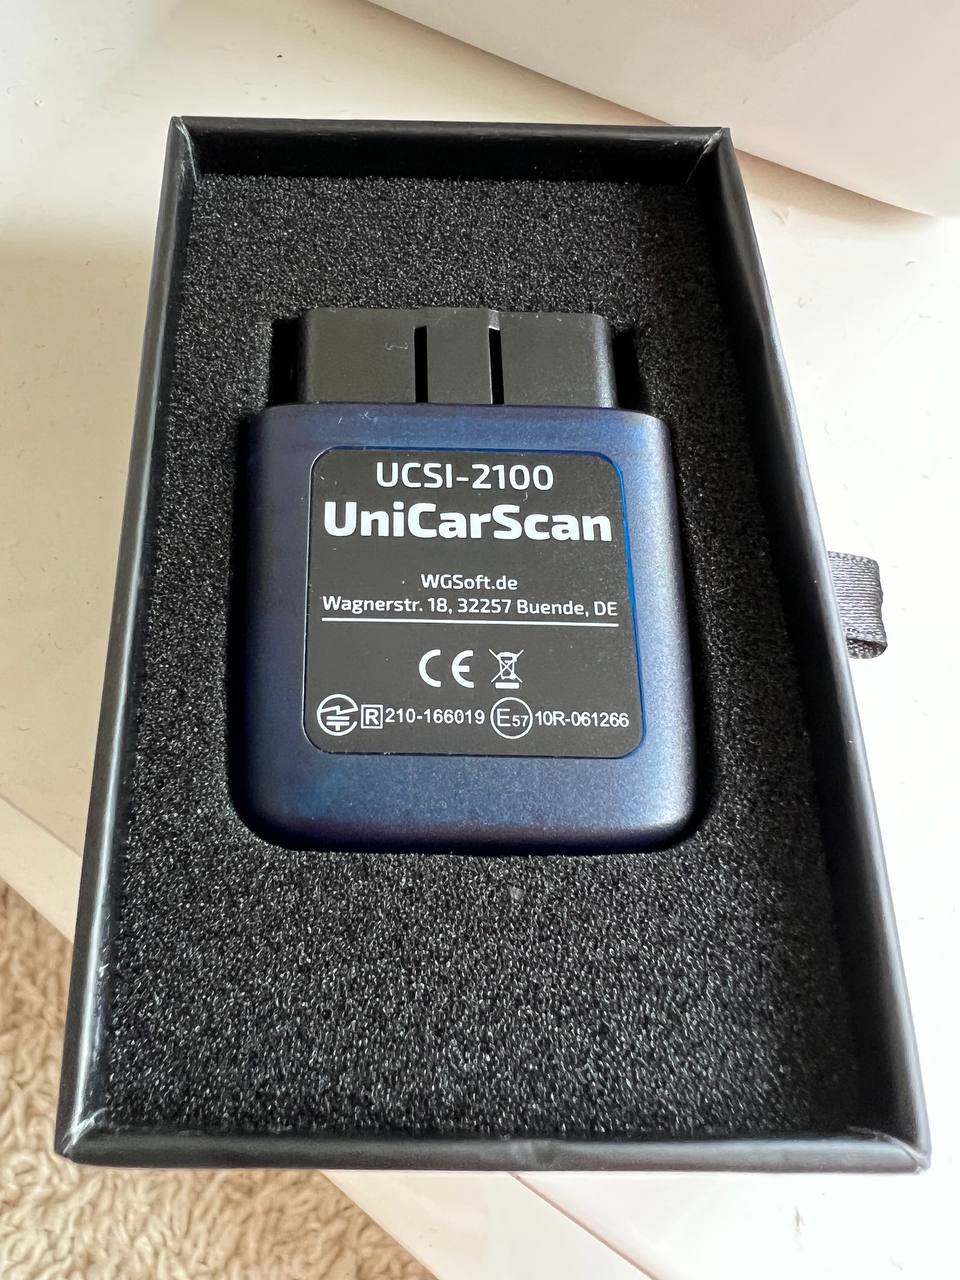 UCSI-2100
UniCarScan
WGSoft.de
Wagnerstr. 18, 32257 Buende, DE
CE
R 210-166019 E57 10R-061266